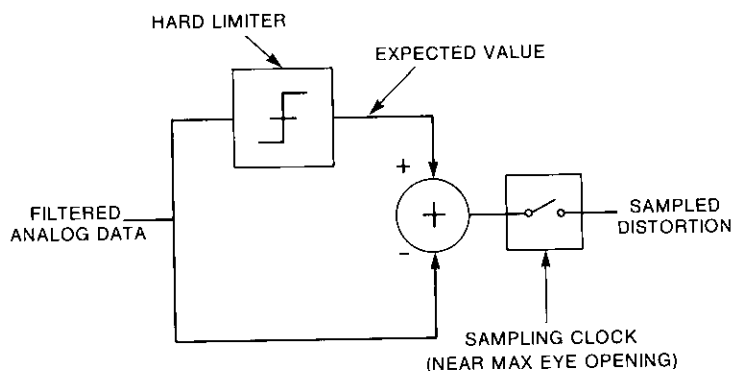 HARD LIMITER
EXPECTED VALUE
+
FILTERED
ANALOG DATA
+
-
SAMPLED
DISTORTION
SAMPLING CLOCK
(NEAR MAX EYE OPENING)